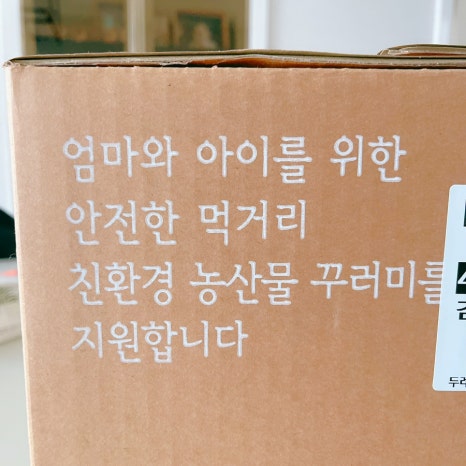 엄마와 아이를 위한
안전한 먹거리
친환경 농산물 꾸러미를
지원합니다